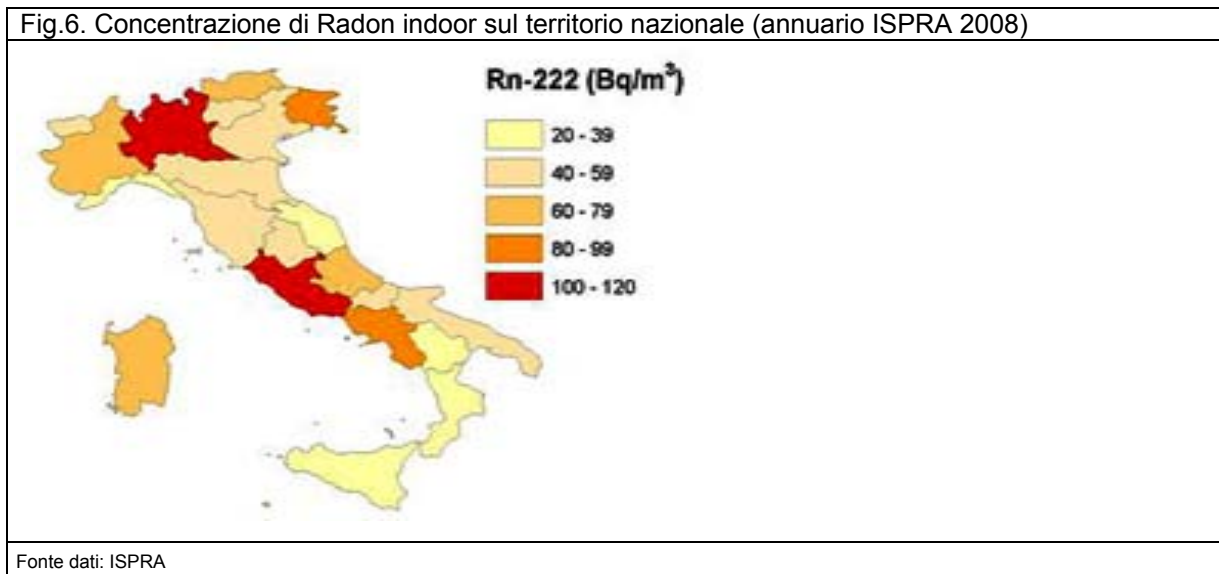 Fig.6. Concentrazione di Radon indoor sul territorio nazionale (annuario ISPRA 2008)
Rn-222 (Bq/m³)
20 - 39
40 - 59
60 - 79
80 - 99
100 - 120
Fonte dati: ISPRA